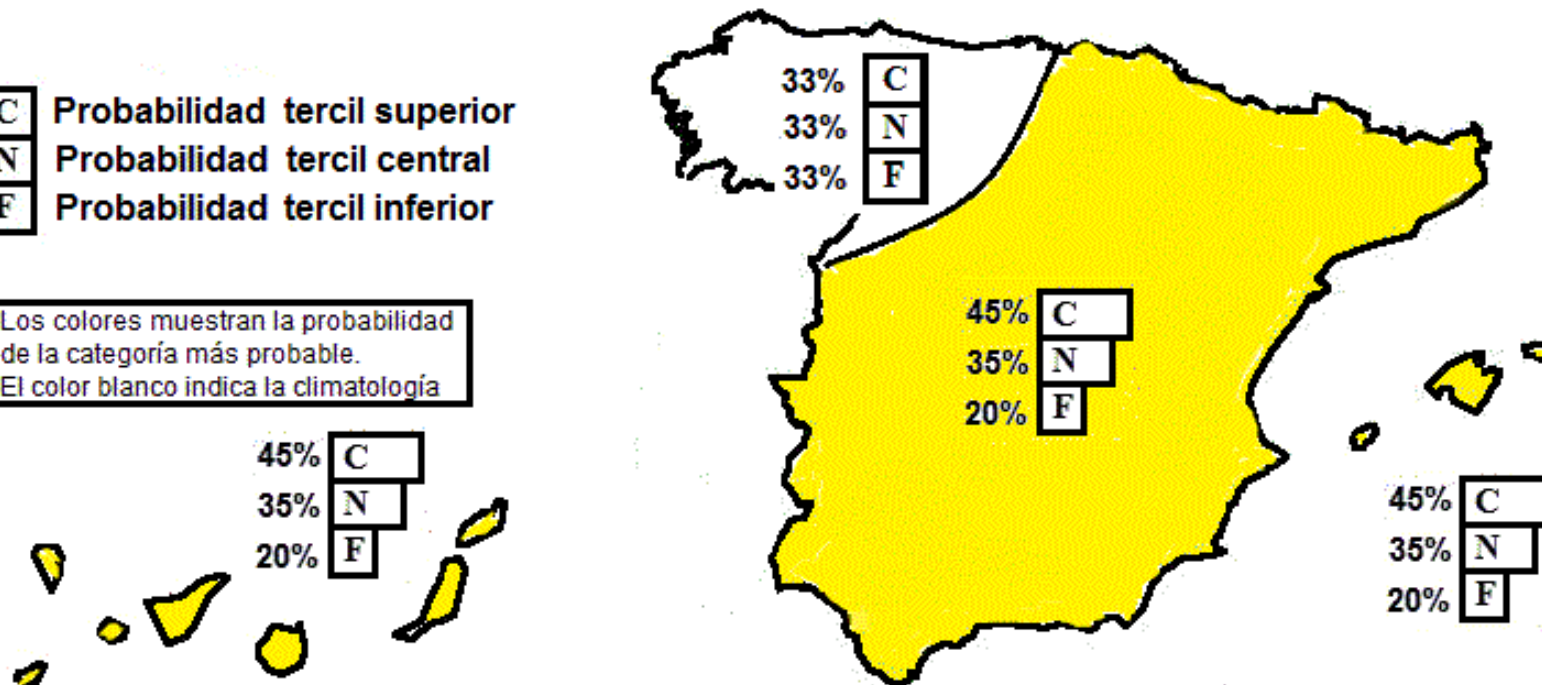 C Probabilidad tercil superior
N Probabilidad tercil central
F Probabilidad tercil inferior
Los colores muestran la probabilidad
de la categoría más probable.
El color blanco indica la climatología
33% C
33% N
33% F
45% C
35% N
20% F
45% C
35% N
20% F
45% C
35% N
20% F